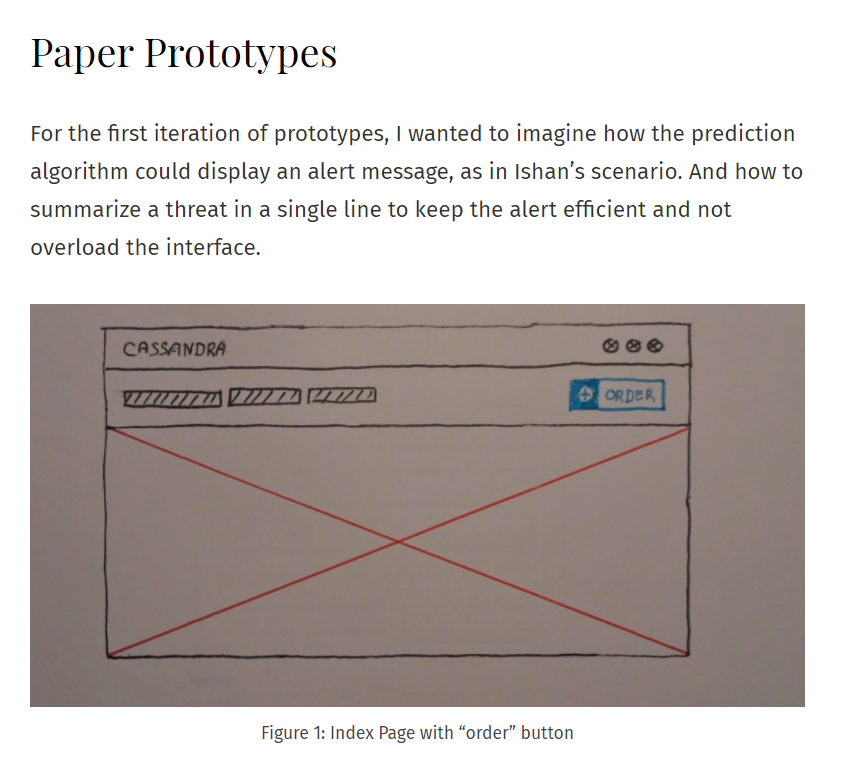 Paper Prototypes
For the first iteration of prototypes, I wanted to imagine how the prediction
algorithm could display an alert message, as in Ishan’s scenario. And how to
summarize a threat in a single line to keep the alert efficient and not
overload the interface.
CASSANDRA
ORDER
Figure 1: Index Page with “order” button